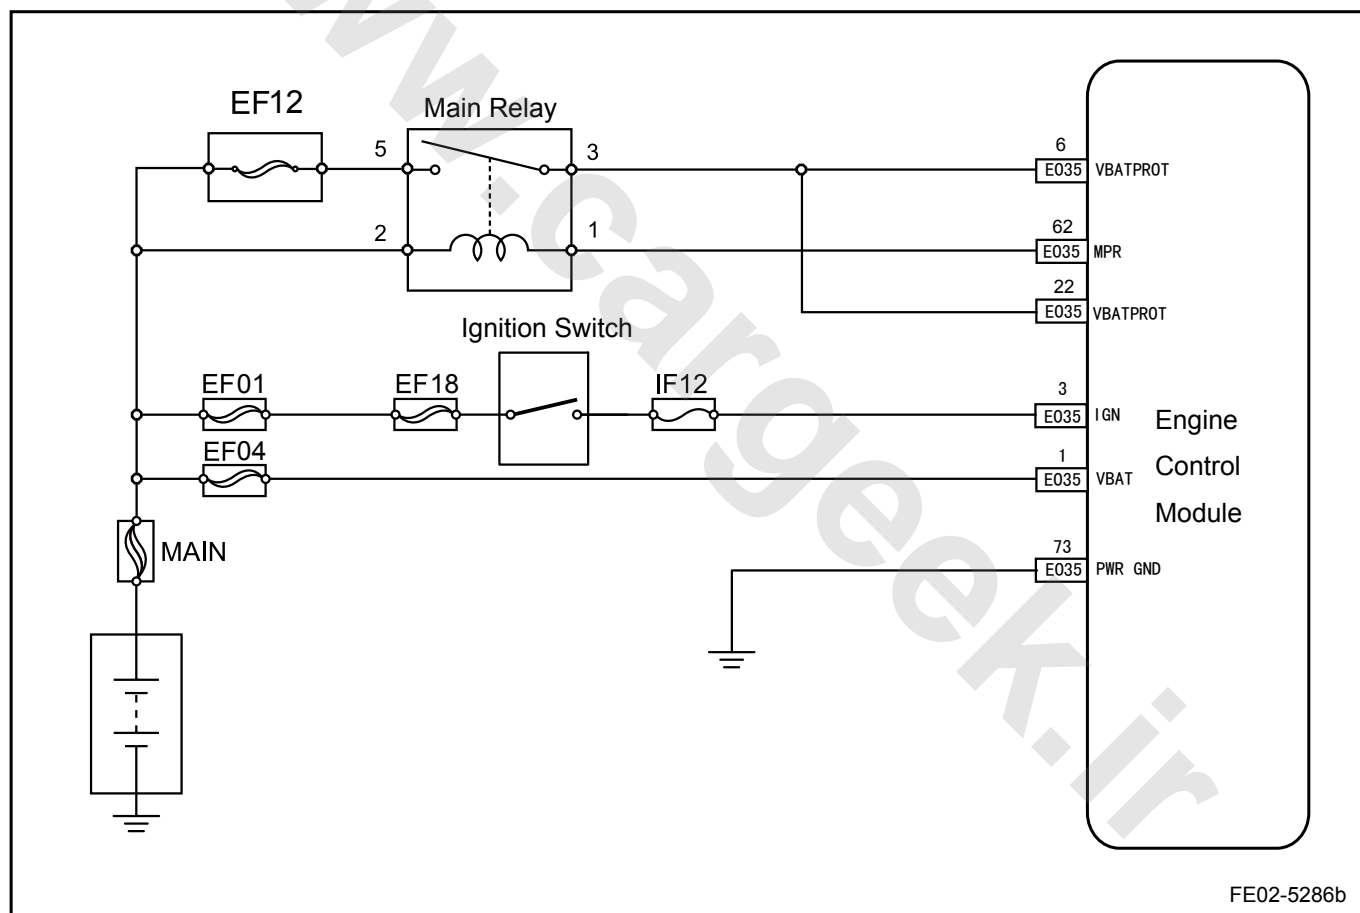 EF12
Main Relay
5
3
6
E035 VBATPROT
2
1
62
E035 MPR
22
E035 VBATPROT
Ignition Switch
EF01
EF18
IF12
3
E035 IGN
Engine
Control
Module
EF04
1
E035 VBAT
MAIN
73
E035 PWR GND
www.cargeek.ir
FE02-5286b